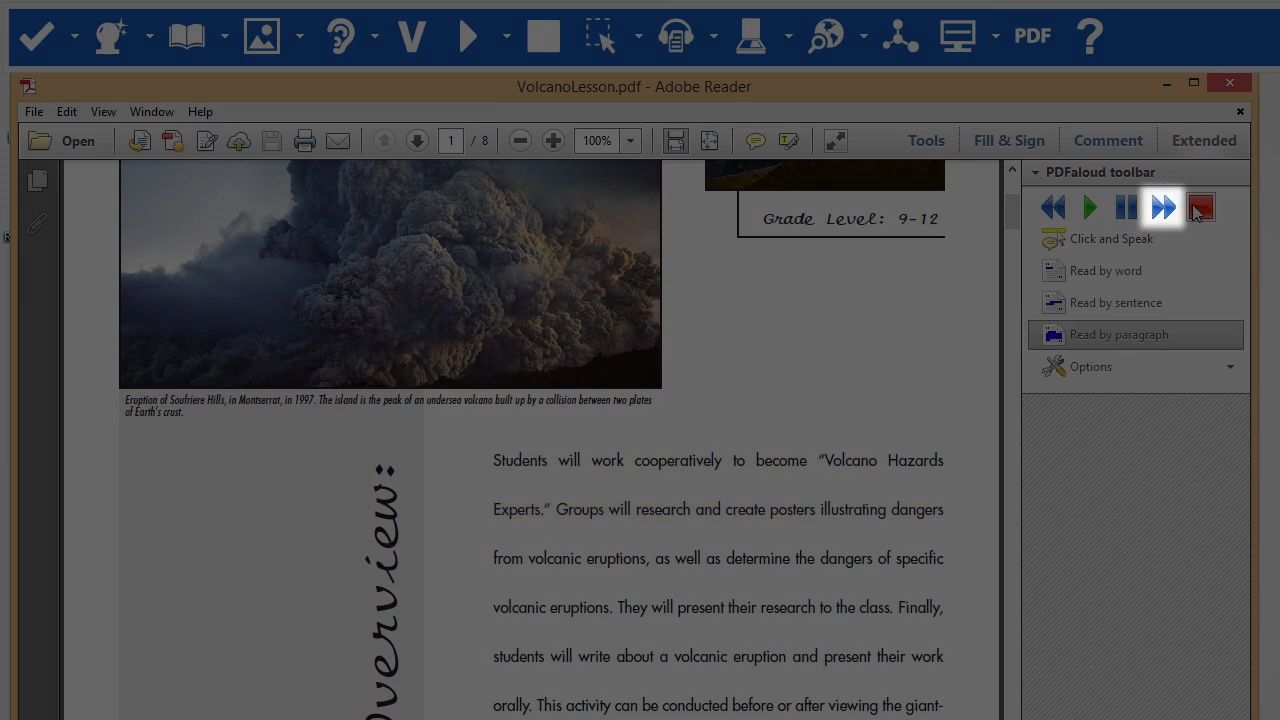 V
PDF
?
VolcanoLesson.pdf - Adobe Reader
File Edit View Window Help
Open
1 / 8
100%
Tools Fill & Sign Comment Extended
PDFaloud toolbar
Click and Speak
Read by word
Read by sentence
Read by paragraph
Options
Grade Level: 9-12
Eruption of Soufriere Hills, in Montserrat, in 1997. The island is the peak of an undersea volcano built up by a collision between two plates
of Earth's crust.
Overview:
Students will work cooperatively to become “Volcano Hazards
Experts.” Groups will research and create posters illustrating dangers
from volcanic eruptions, as well as determine the dangers of specific
volcanic eruptions. They will present their research to the class. Finally,
students will write about a volcanic eruption and present their work
orally. This activity can be conducted before or after viewing the giant-